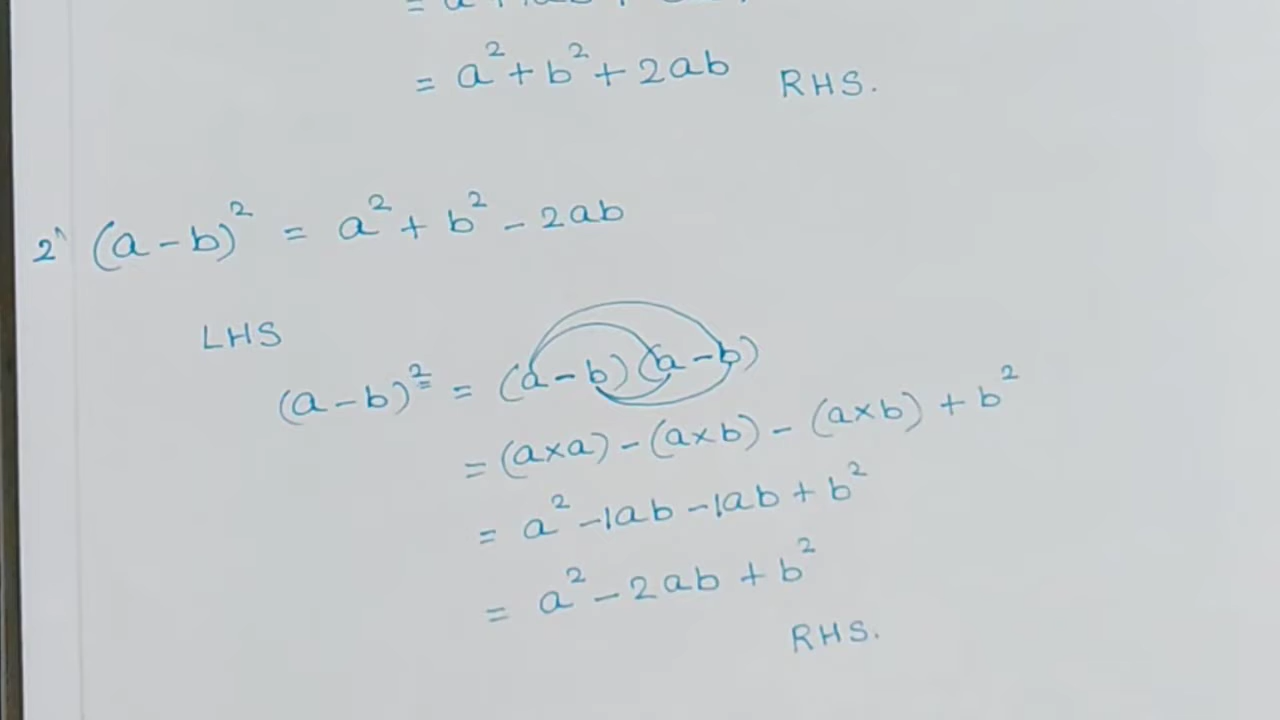 = a² + b² + 2ab RHS.
2) (a - b)² = a² + b² - 2ab
LHS
(a - b)² = (a - b) (a - b)
= (a × a) - (a × b) - (a × b) + b²
= a² - 1ab - 1ab + b²
= a² - 2ab + b²
RHS.